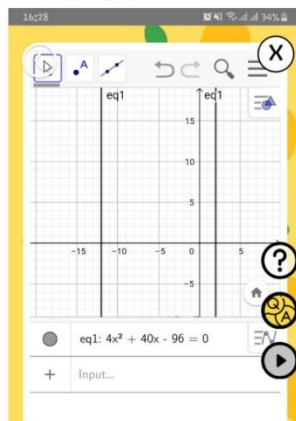 16:28 34%
X
A
eq1 eq1
15
10
5
-15 -10 -5 0 5
-5
?
Q A
eq1: 4x² + 40x - 96 = 0
+ Input...